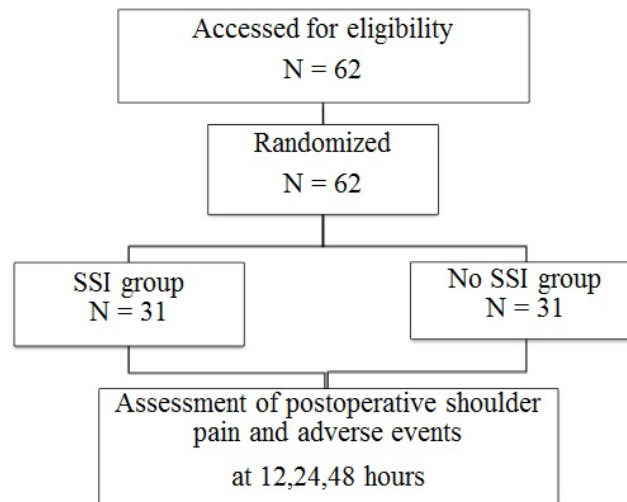 Accessed for eligibility
N = 62
Randomized
N = 62
SSI group
N = 31
No SSI group
N = 31
Assessment of postoperative shoulder
pain and adverse events
at 12,24,48 hours